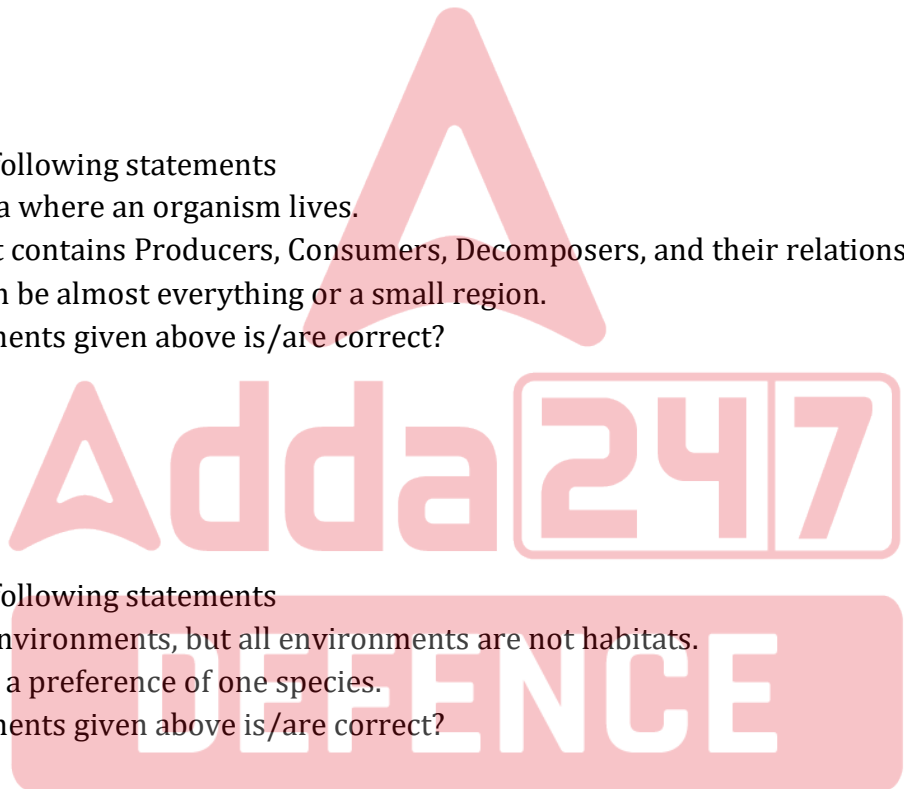 following statements
a where an organism lives.
t contains Producers, Consumers, Decomposers, and their relations
n be almost everything or a small region.
ments given above is/are correct?
Adda247
following statements
nvironments, but all environments are not habitats.
a preference of one species.
ments given above is/are correct?
DEFENCE